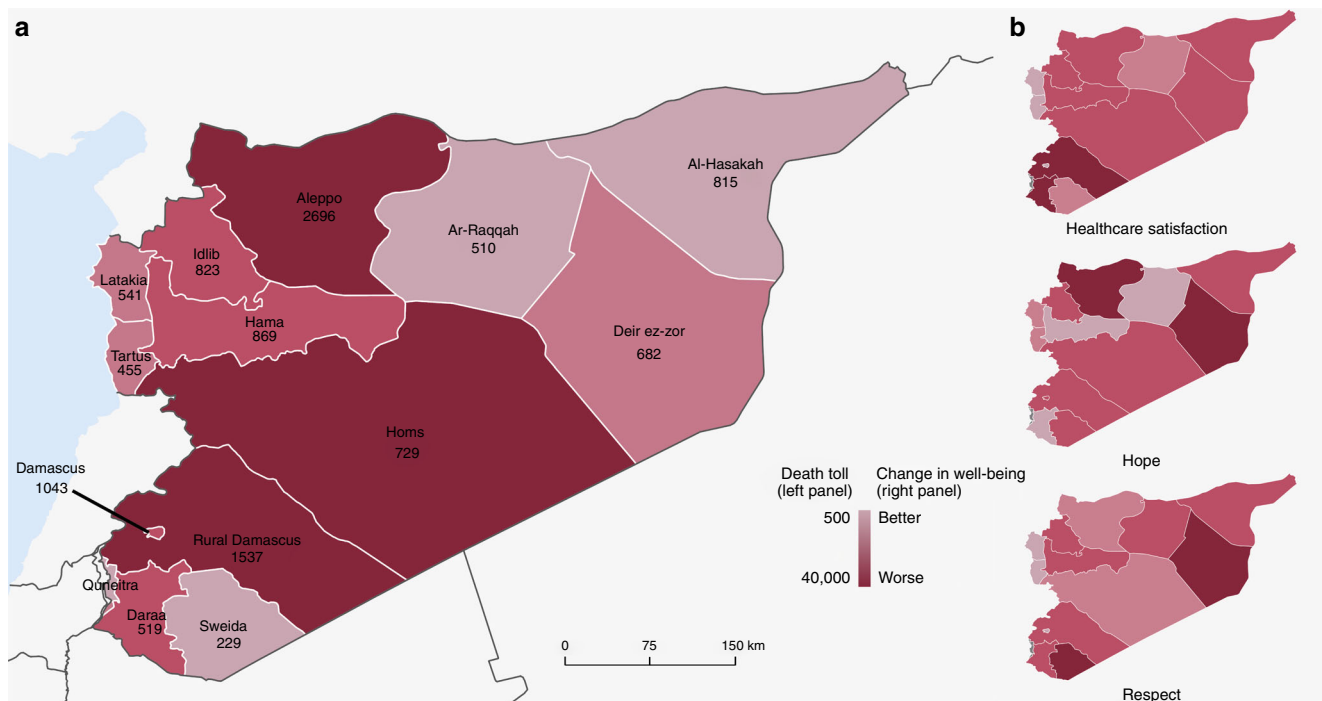 a
Aleppo
2696
Al-Hasakah
815
Ar-Raqqah
510
Idlib
823
Latakia
541
Hama
869
Deir ez-zor
682
Tartus
455
Homs
729
Damascus
1043
Rural Damascus
1537
Quneitra
Daraa
519
Sweida
229
Death toll
(left panel)
Change in well-being
(right panel)
500
Better
40,000
Worse
0 75 150 km
b
Healthcare satisfaction
Hope
Respect